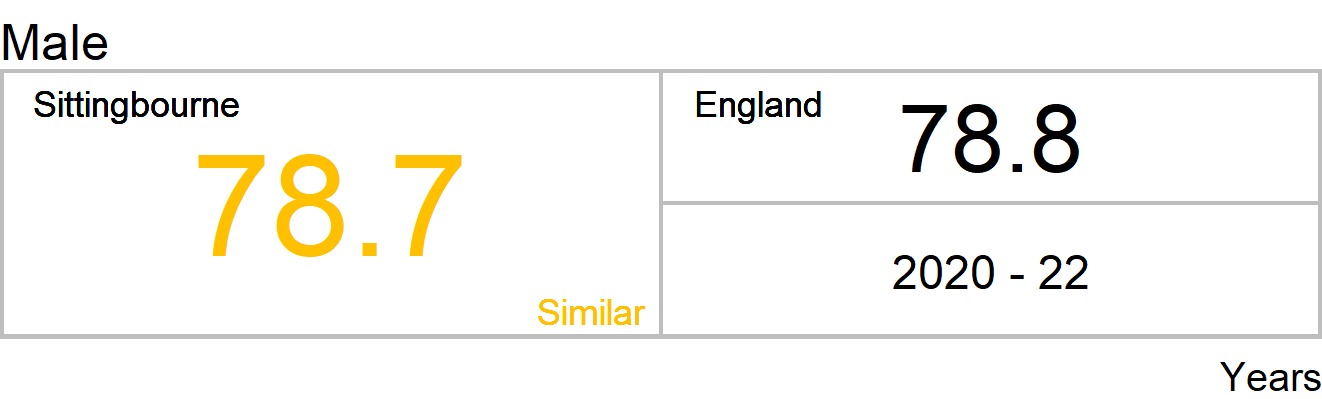 Male
Sittingbourne
78.7
Similar
England
78.8
2020 - 22
Years